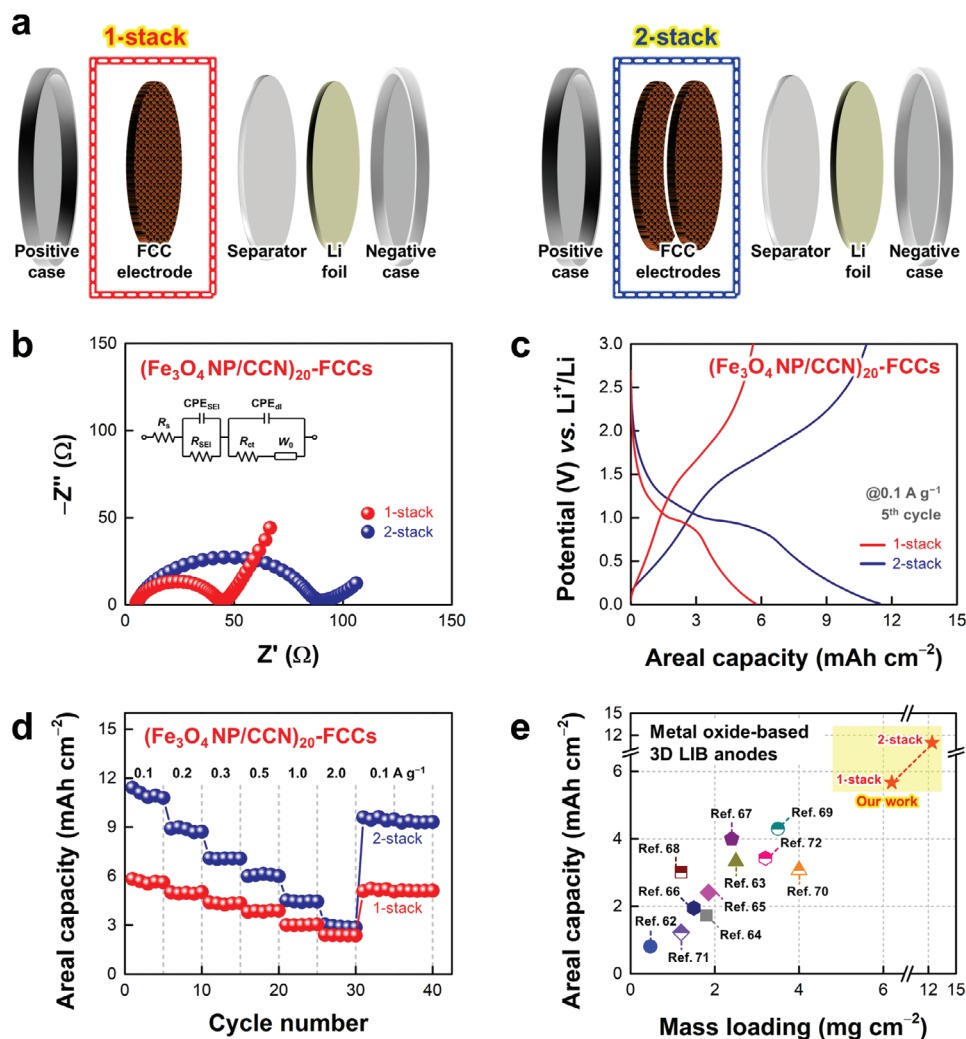 a
1-stack
2-stack
Positive
case
FCC
electrode
Separator
Li
foil
Negative
case
Positive
case
FCC
electrodes
Separator
Li
foil
Negative
case
b
(Fe₃O₄ NP/CCN)₂₀-FCCs
CPE_SEI
CPE_dl
R_s
R_SEI
R_ct
W₀
1-stack
2-stack
150
100
50
0
0
50
100
150
−Z″ (Ω)
Z′ (Ω)
c
(Fe₃O₄ NP/CCN)₂₀-FCCs
@0.1 A g⁻¹
5ᵗʰ cycle
1-stack
2-stack
3.0
2.5
2.0
1.5
1.0
0.5
0.0
0
3
6
9
12
15
Potential (V) vs. Li⁺/Li
Areal capacity (mAh cm⁻²)
d
(Fe₃O₄ NP/CCN)₂₀-FCCs
0.1
0.2
0.3
0.5
1.0
2.0
0.1 A g⁻¹
2-stack
1-stack
15
12
9
6
3
0
0
10
20
30
40
Areal capacity (mAh cm⁻²)
Cycle number
e
Metal oxide-based
3D LIB anodes
2-stack
1-stack
Our work
Ref. 67
Ref. 69
Ref. 68
Ref. 72
Ref. 63
Ref. 70
Ref. 66
Ref. 65
Ref. 62
Ref. 64
Ref. 71
15
12
6
4
2
0
0
2
4
6
12
14
Areal capacity (mAh cm⁻²)
Mass loading (mg cm⁻²)